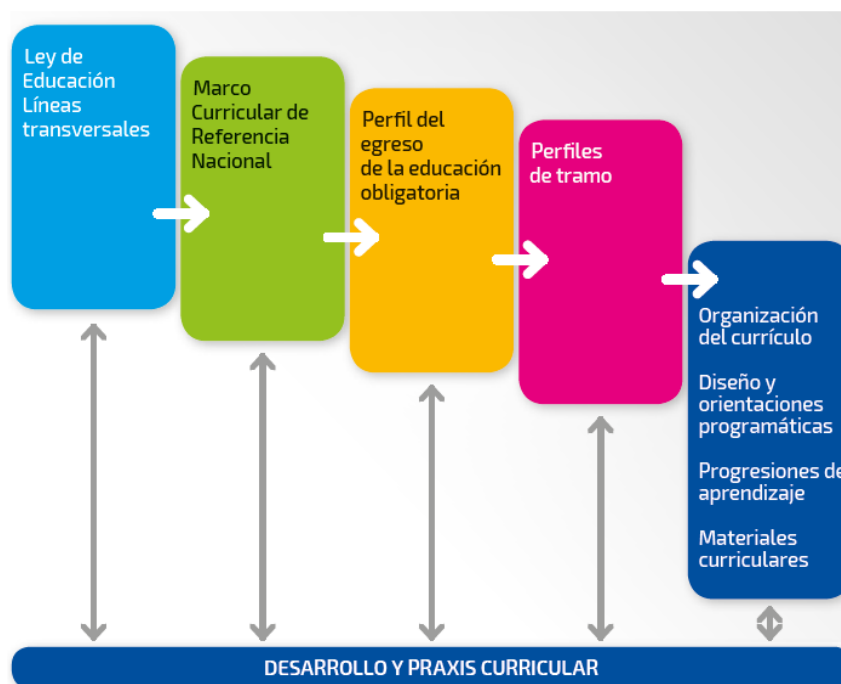 Ley de
Educación
Líneas
transversales
Marco
Curricular de
Referencia
Nacional
Perfil del
egreso
de la educación
obligatoria
Perfiles
de tramo
Organización
del currículo
Diseño y
orientaciones
programáticas
Progresiones de
aprendizaje
Materiales
curriculares
DESARROLLO Y PRAXIS CURRICULAR